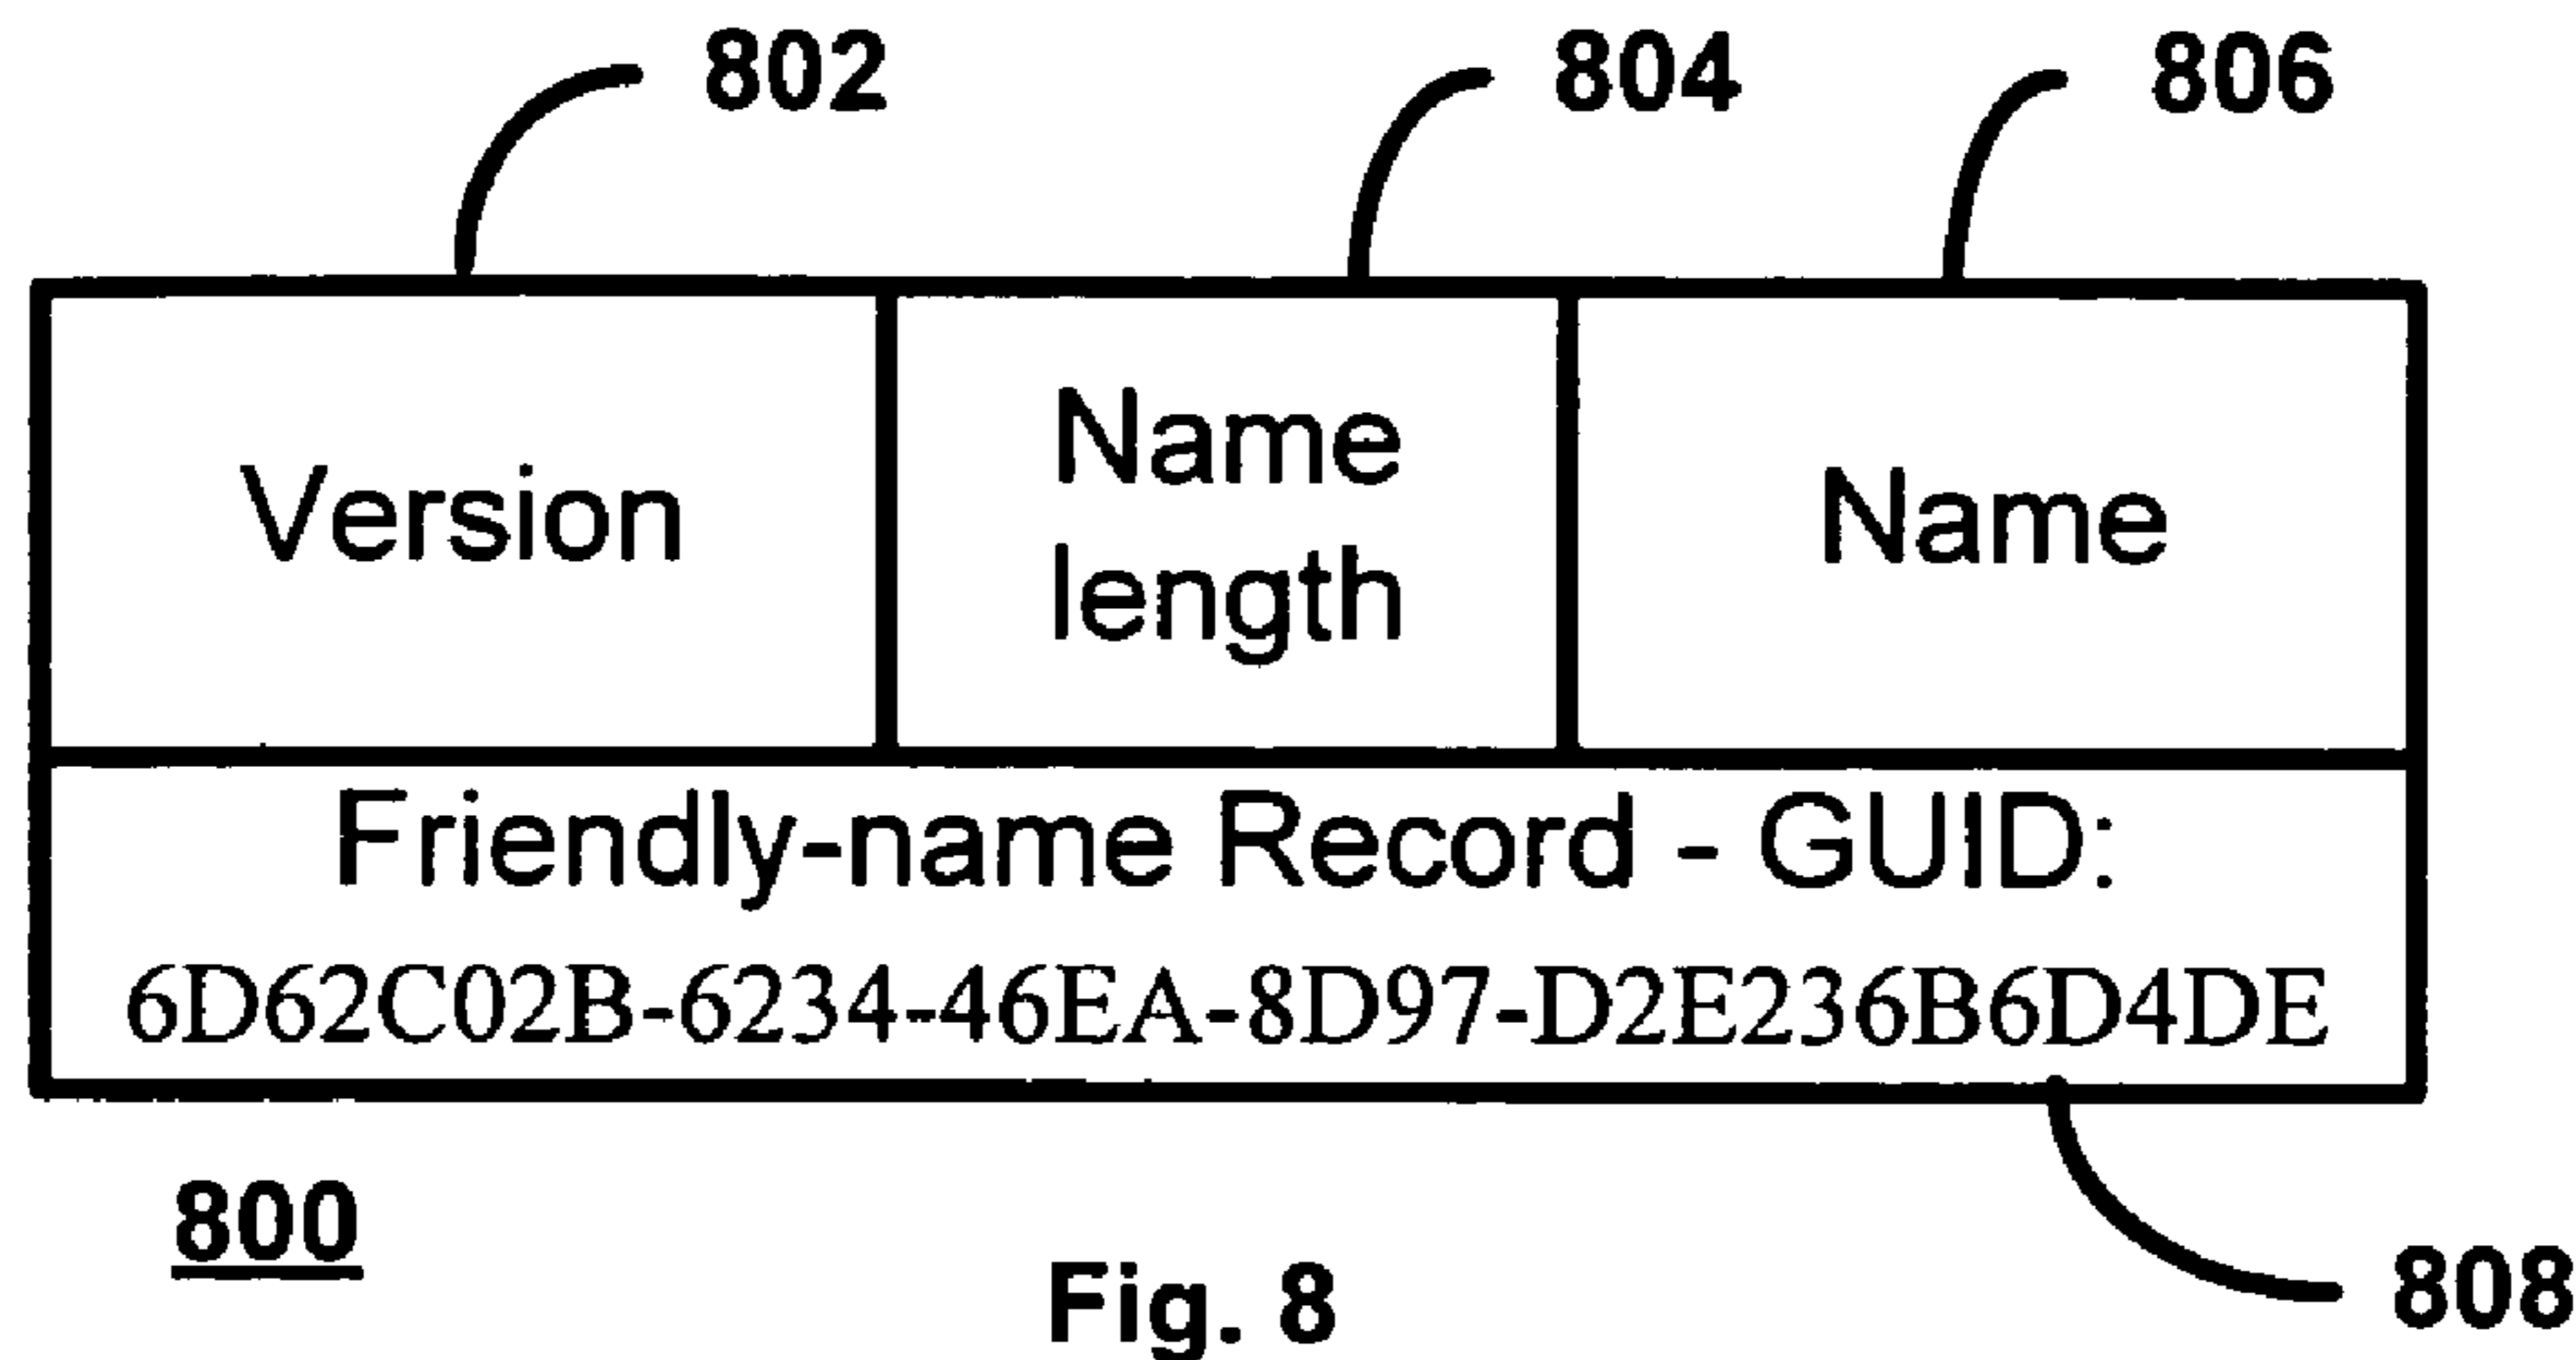 802
804
806
Version
Name
length
Name
Friendly-name Record - GUID:
6D62C02B-6234-46EA-8D97-D2E236B6D4DE
800
Fig. 8
808